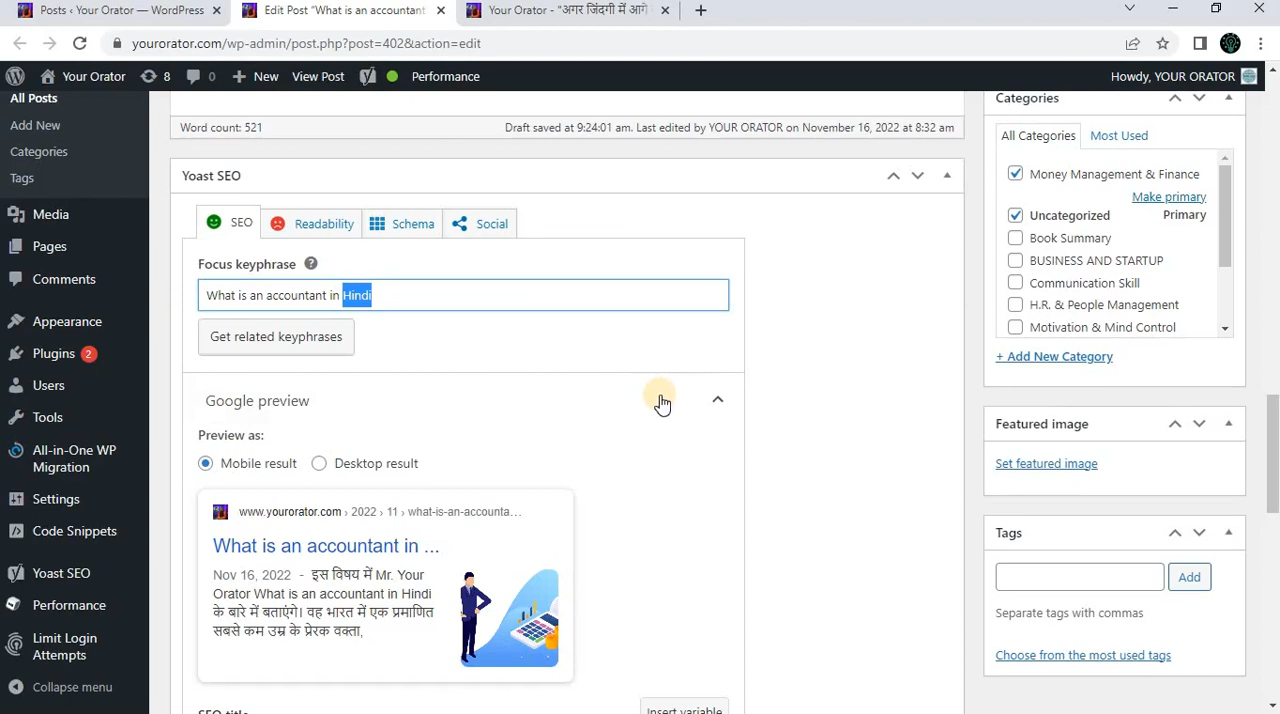 Posts ‹ Your Orator — WordPress
Edit Post "What is an accountant
Your Orator - "अगर जिंदगी में आगे
yourorator.com/wp-admin/post.php?post=402&action=edit
Your Orator
8
0
New
View Post
Performance
Howdy, YOUR ORATOR
All Posts
Add New
Categories
Tags
Media
Pages
Comments
Appearance
Plugins 2
Users
Tools
All-in-One WP
Migration
Settings
Code Snippets
Yoast SEO
Performance
Limit Login
Attempts
Collapse menu
Word count: 521
Draft saved at 9:24:01 am. Last edited by YOUR ORATOR on November 16, 2022 at 8:32 am
Yoast SEO
SEO
Readability
Schema
Social
Focus keyphrase
What is an accountant in Hindi
Get related keyphrases
Google preview
Preview as:
Mobile result
Desktop result
www.yourorator.com › 2022 › 11 › what-is-an-accounta…
What is an accountant in ...
Nov 16, 2022 - इस विषय में Mr. Your
Orator What is an accountant in Hindi
के बारे में बताएंगे। वह भारत में एक प्रमाणित
सबसे कम उम्र के प्रेरक वक्ता,
SEO title
Insert variable
Categories
All Categories
Most Used
Money Management & Finance
Make primary
Uncategorized
Primary
Book Summary
BUSINESS AND STARTUP
Communication Skill
H.R. & People Management
Motivation & Mind Control
+ Add New Category
Featured image
Set featured image
Tags
Add
Separate tags with commas
Choose from the most used tags